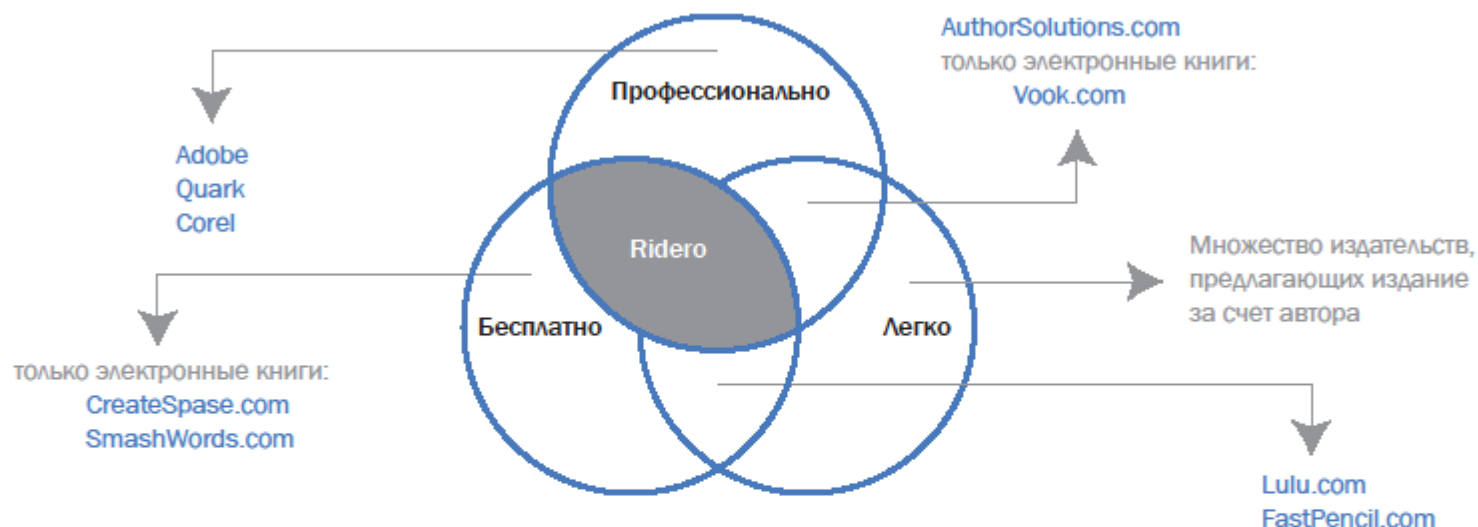 AuthorSolutions.com
только электронные книги:
Vook.com
Профессионально
Adobe
Quark
Corel
Ridero
Множество издательств,
предлагающих издание
за счет автора
Бесплатно
Легко
только электронные книги:
CreateSpase.com
SmashWords.com
Lulu.com
FastPencil.com